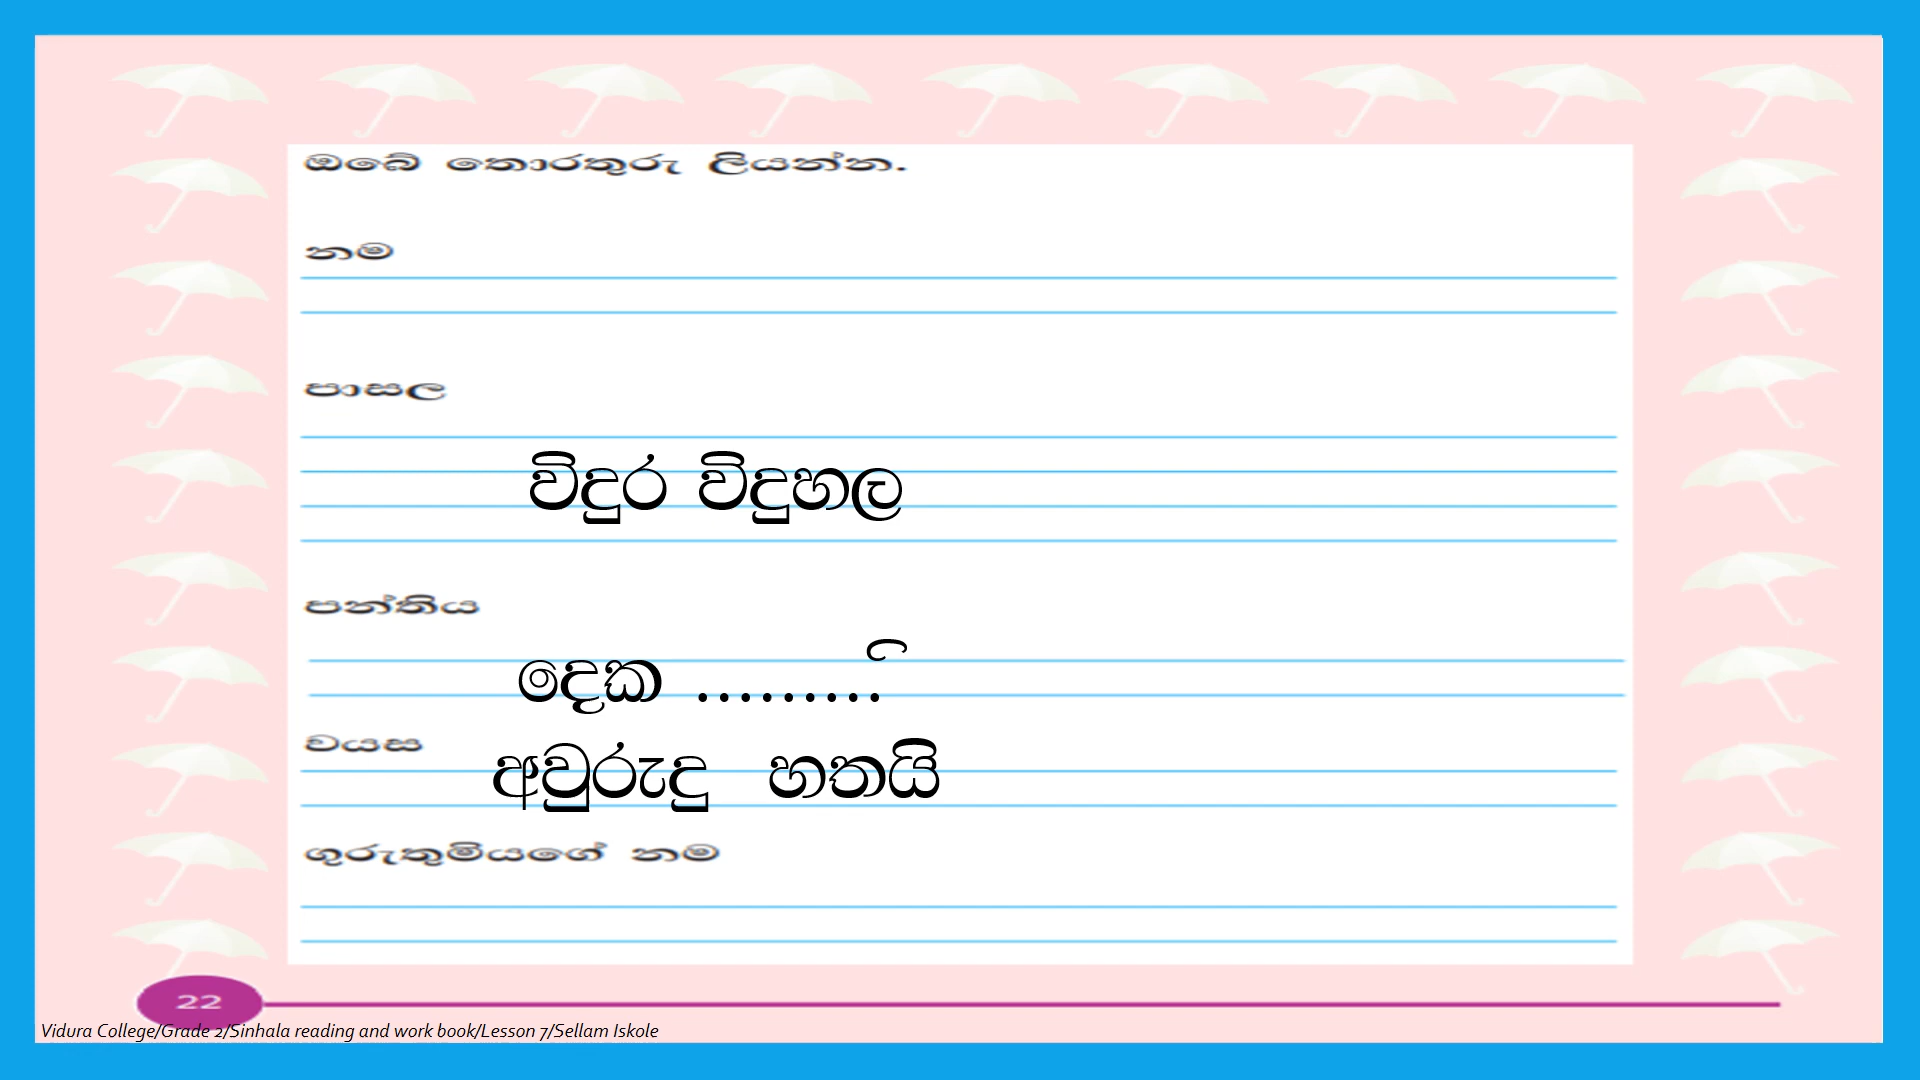 ඔබේ තොරතුරු ලියන්න.
නම
පාසල
විදුර විදුහල
පන්තිය
දෙක .........ි
වයස
අවුරුදු හතයි
ගුරුතුමියගේ නම
22
Vidura College/Grade 2/Sinhala reading and work book/Lesson 7/Sellam Iskole